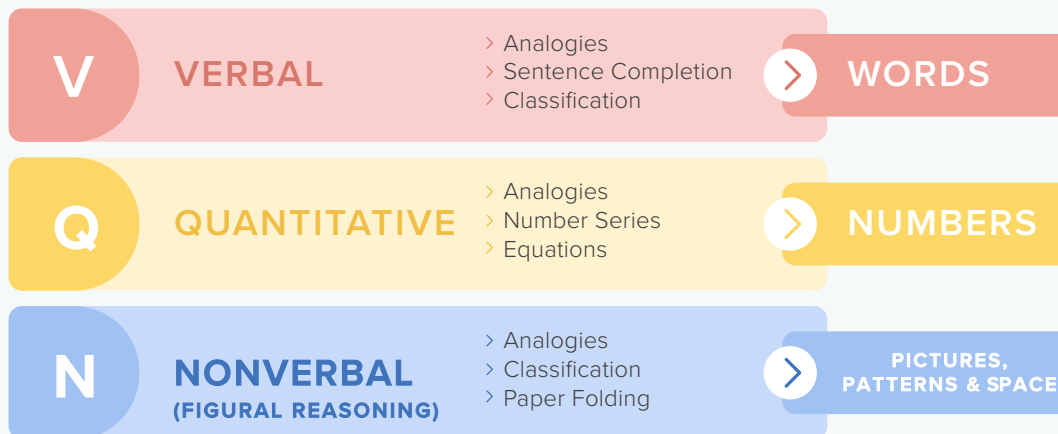 V
VERBAL
Analogies
Sentence Completion
Classification
WORDS
Q
QUANTITATIVE
Analogies
Number Series
Equations
NUMBERS
N
NONVERBAL
(FIGURAL REASONING)
Analogies
Classification
Paper Folding
PICTURES,
PATTERNS & SPACE